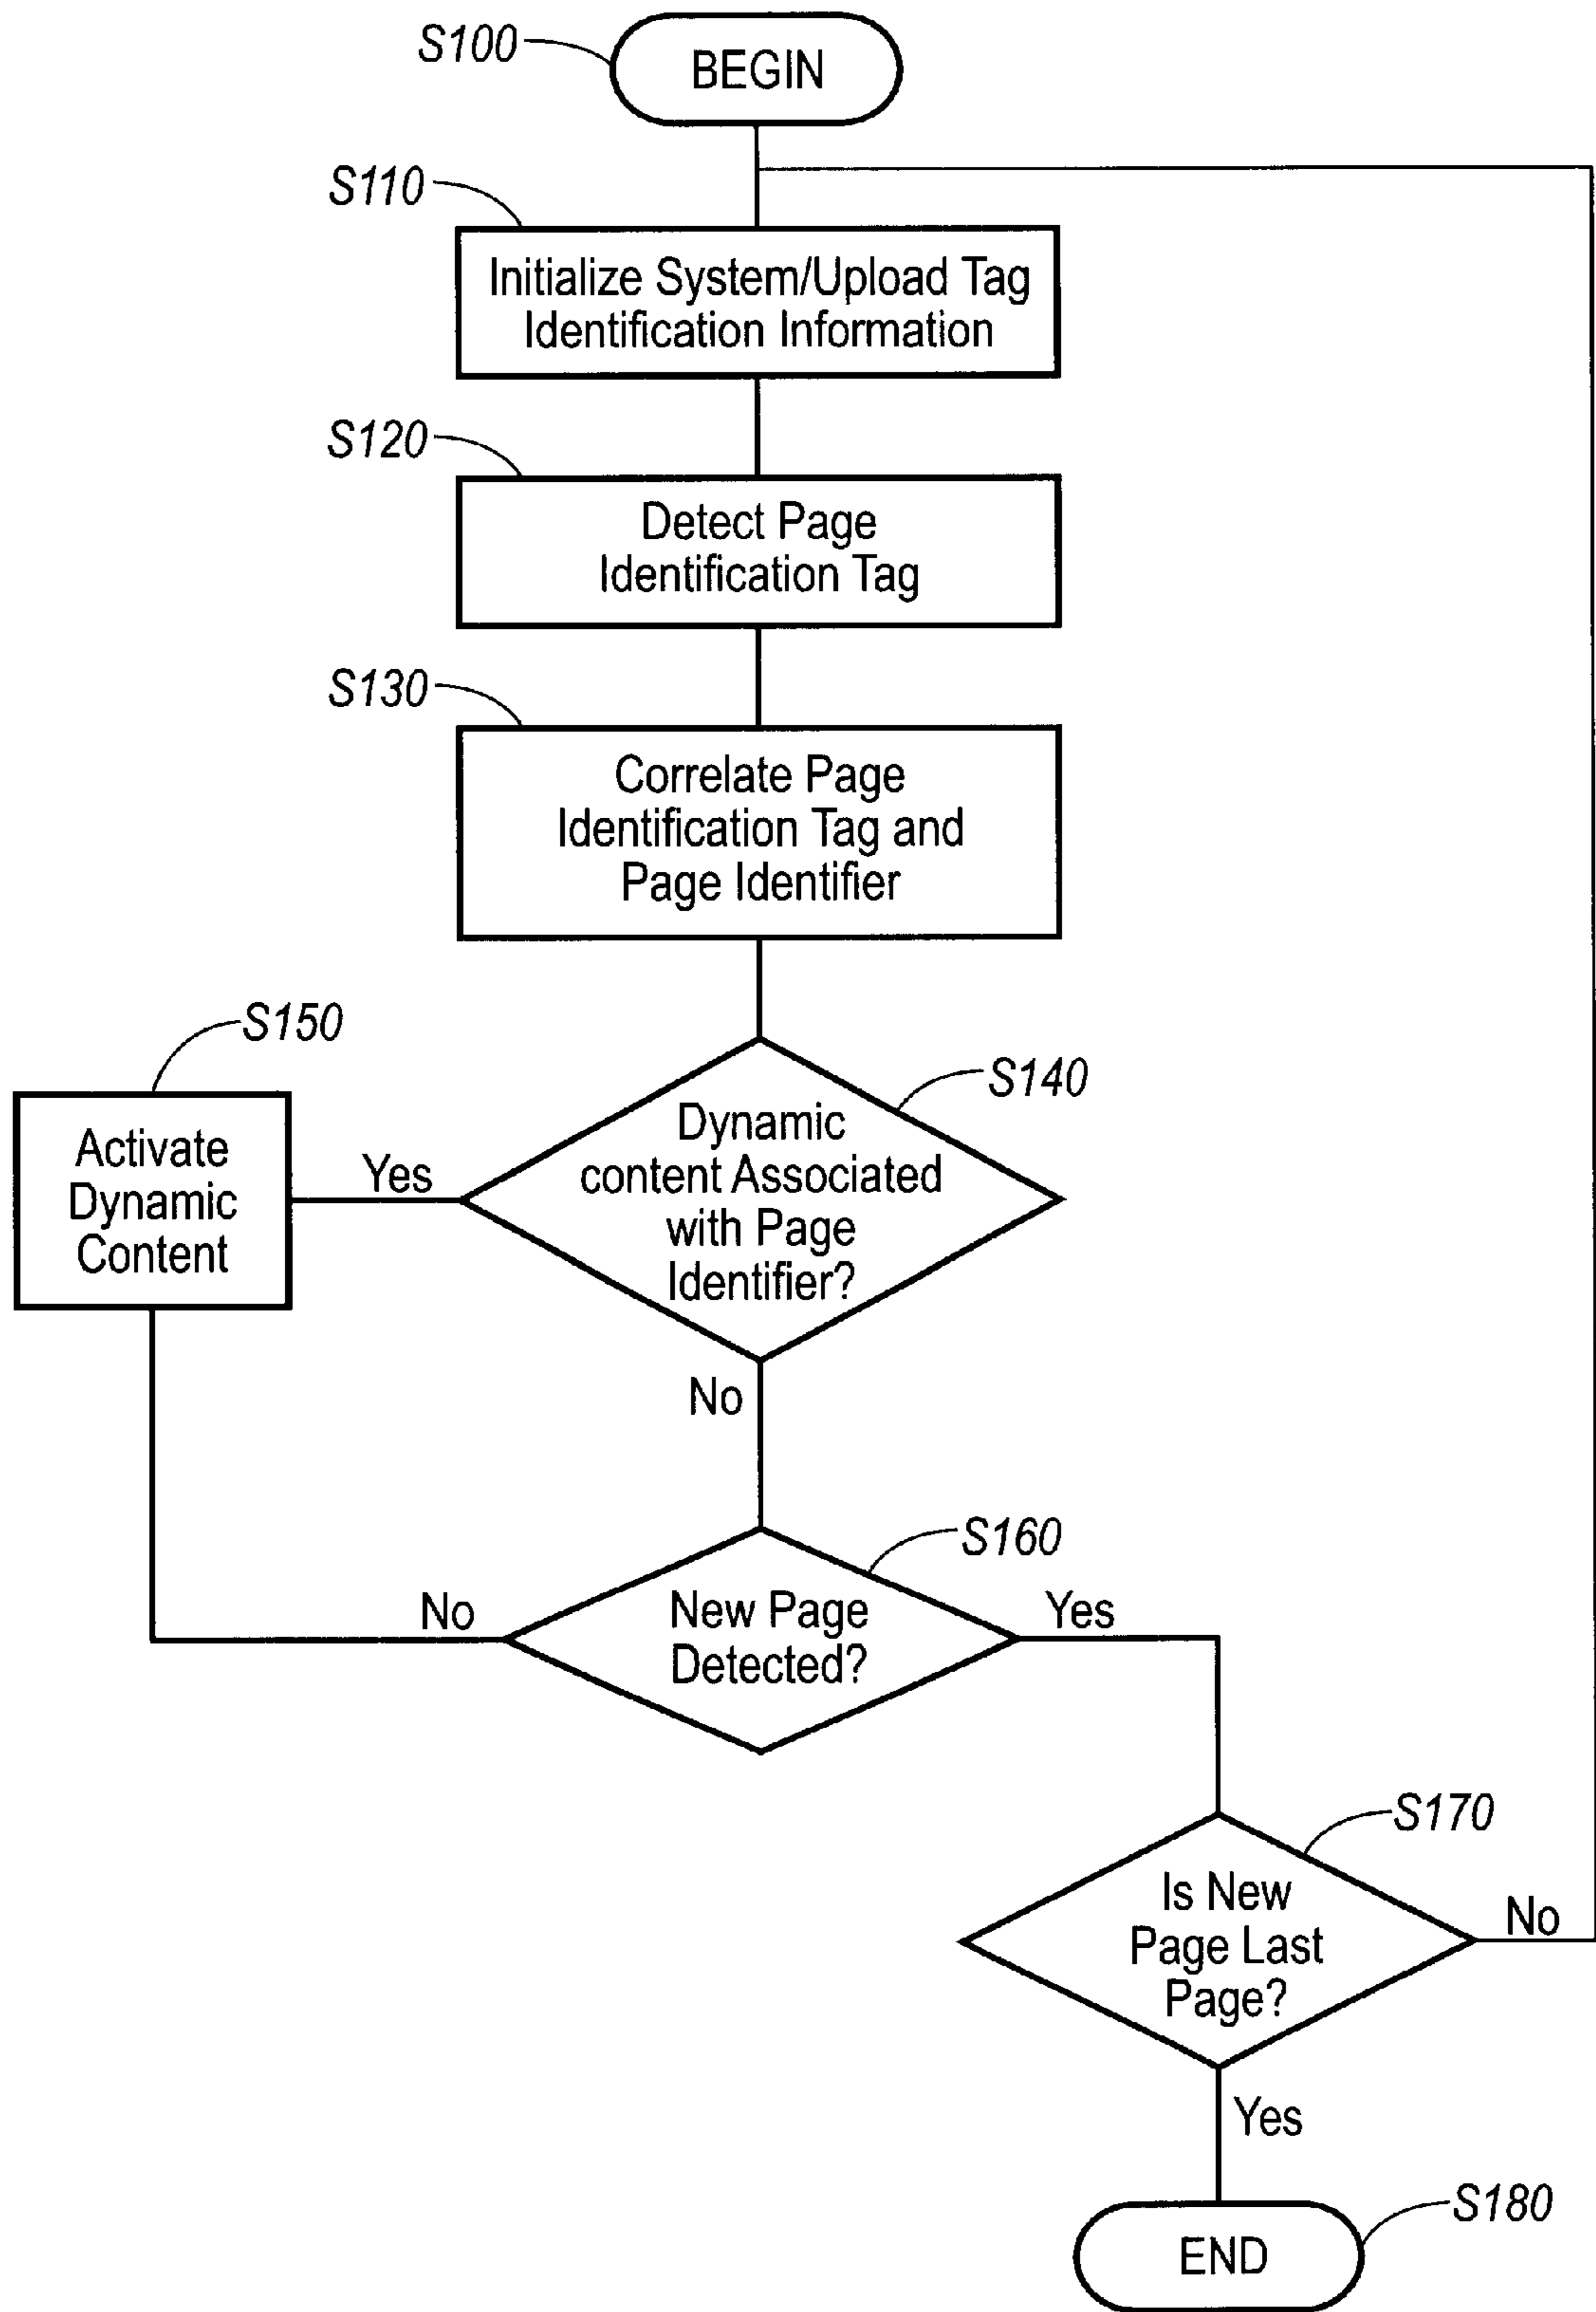 S100
BEGIN
S110
Initialize System/Upload Tag
Identification Information
S120
Detect Page
Identification Tag
S130
Correlate Page
Identification Tag and
Page Identifier
S150
Activate
Dynamic
Content
Yes
S140
Dynamic
content Associated
with Page
Identifier?
No
S160
No
New Page
Detected?
Yes
S170
Is New
Page Last
Page?
No
Yes
S180
END